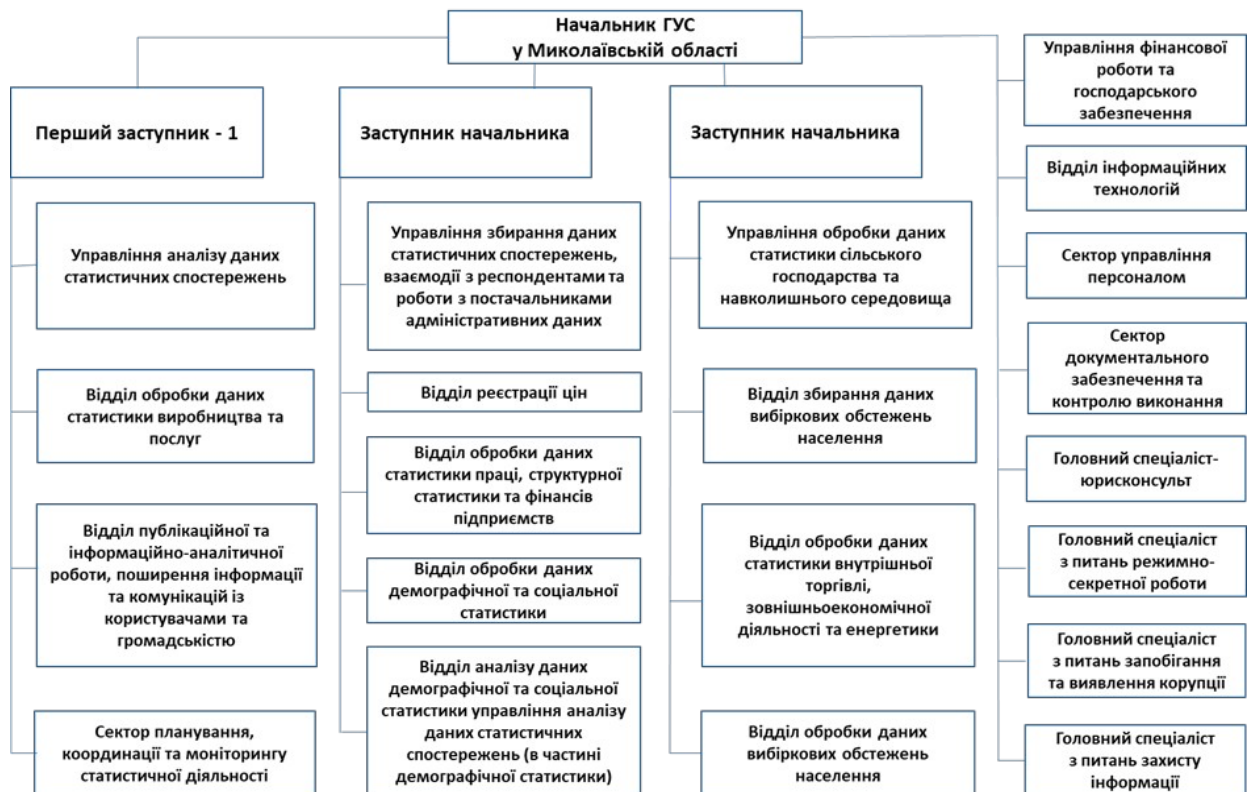 Начальник ГУС
у Миколаївській області
Перший заступник - 1
Управління аналізу даних
статистичних спостережень
Відділ обробки даних
статистики виробництва та
послуг
Відділ публікаційної та
інформаційно-аналітичної
роботи, поширення інформації
та комунікацій із
користувачами та
громадськістю
Сектор планування,
координації та моніторингу
статистичної діяльності
Заступник начальника
Управління збирання даних
статистичних спостережень,
взаємодії з респондентами та
роботи з постачальниками
адміністративних даних
Відділ реєстрації цін
Відділ обробки даних
статистики праці, структурної
статистики та фінансів
підприємств
Відділ обробки даних
демографічної та соціальної
статистики
Відділ аналізу даних
демографічної та соціальної
статистики управління аналізу
даних статистичних
спостережень (в частині
демографічної статистики)
Заступник начальника
Управління обробки даних
статистики сільського
господарства та
навколишнього середовища
Відділ збирання даних
вибіркових обстежень
населення
Відділ обробки даних
статистики внутрішньої
торгівлі,
зовнішньоекономічної
діяльності та енергетики
Відділ обробки даних
вибіркових обстежень
населення
Управління фінансової
роботи та
господарського
забезпечення
Відділ інформаційних
технологій
Сектор управління
персоналом
Сектор
документального
забезпечення та
контролю виконання
Головний спеціаліст-
юрисконсульт
Головний спеціаліст
з питань режимно-
секретної роботи
Головний спеціаліст
з питань запобігання
та виявлення корупції
Головний спеціаліст
з питань захисту
інформації